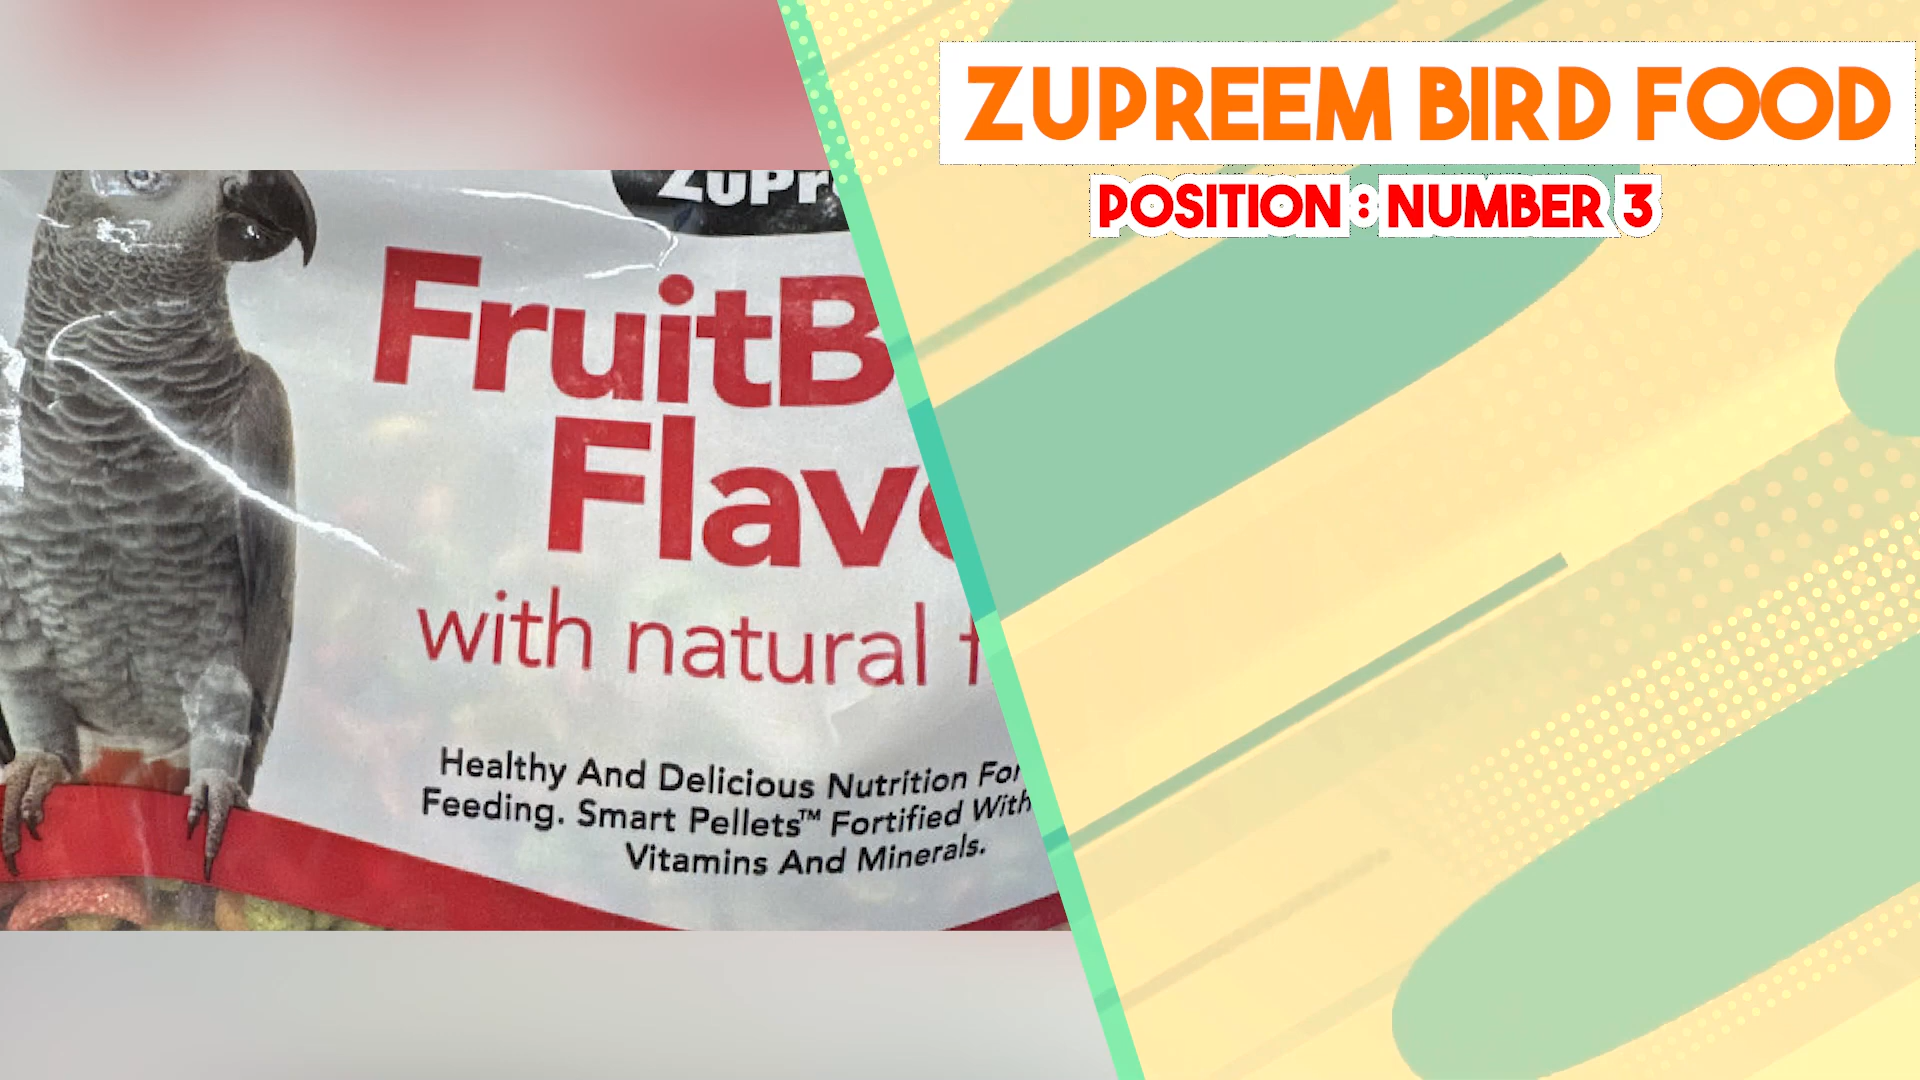 ZUPREEM BIRD FOOD
POSITION : NUMBER 3
ZuPr
FruitB
Flav
with natural f
Healthy And Delicious Nutrition For
Feeding. Smart Pellets™ Fortified With
Vitamins And Minerals.